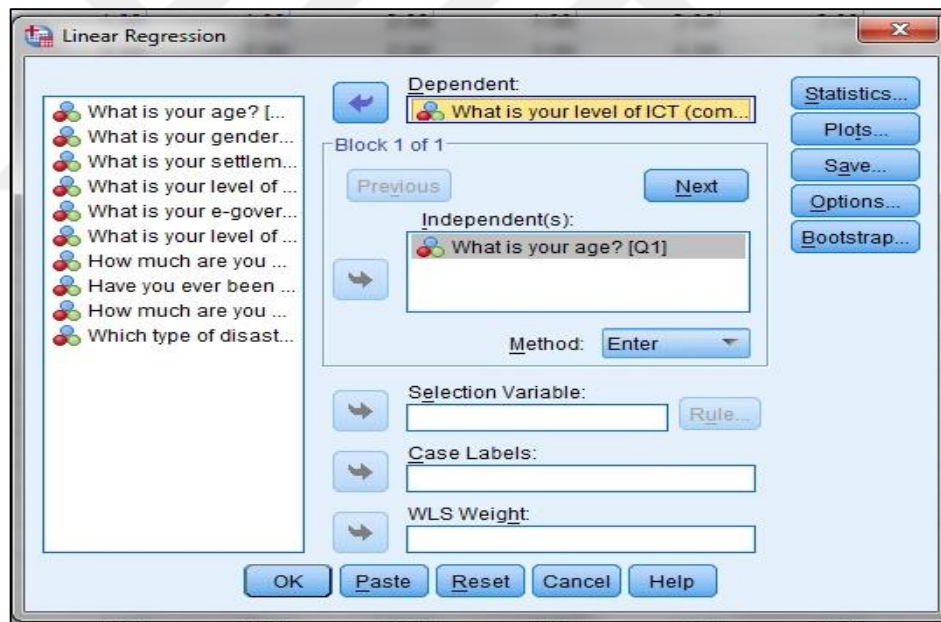 Linear Regression
What is your age? [...
What is your gender...
What is your settlem...
What is your level of ...
What is your e-gover...
What is your level of ...
How much are you ...
Have you ever been ...
How much are you ...
Which type of disast...
Dependent:
What is your level of ICT (com...
Block 1 of 1
Previous
Next
Independent(s):
What is your age? [Q1]
Method: Enter
Selection Variable:
Rule...
Case Labels:
WLS Weight:
Statistics...
Plots...
Save...
Options...
Bootstrap...
OK Paste Reset Cancel Help